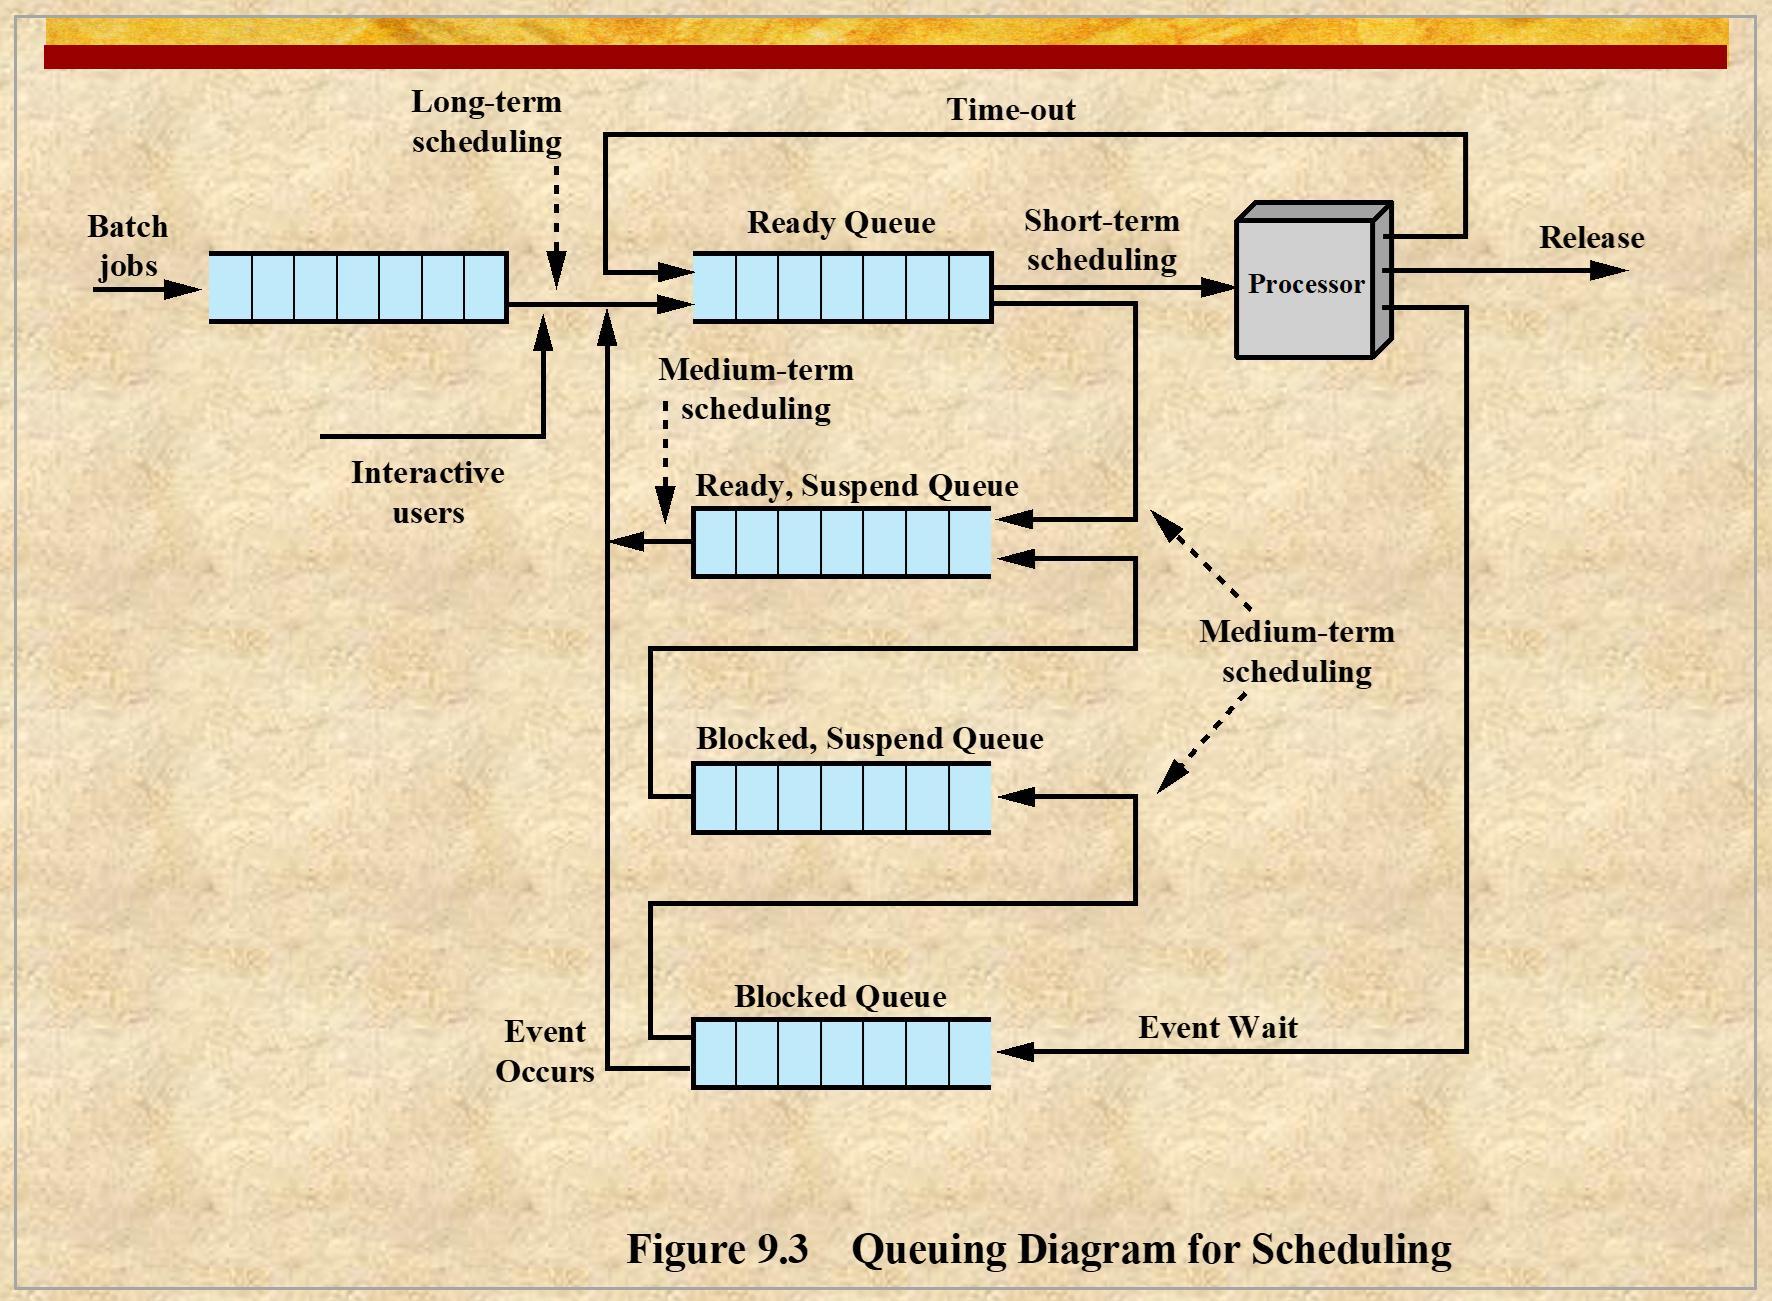 Long-term
scheduling
Time-out
Batch
jobs
Ready Queue
Short-term
scheduling
Processor
Release
Medium-term
scheduling
Interactive
users
Ready, Suspend Queue
Medium-term
scheduling
Blocked, Suspend Queue
Blocked Queue
Event
Occurs
Event Wait
Figure 9.3 Queuing Diagram for Scheduling